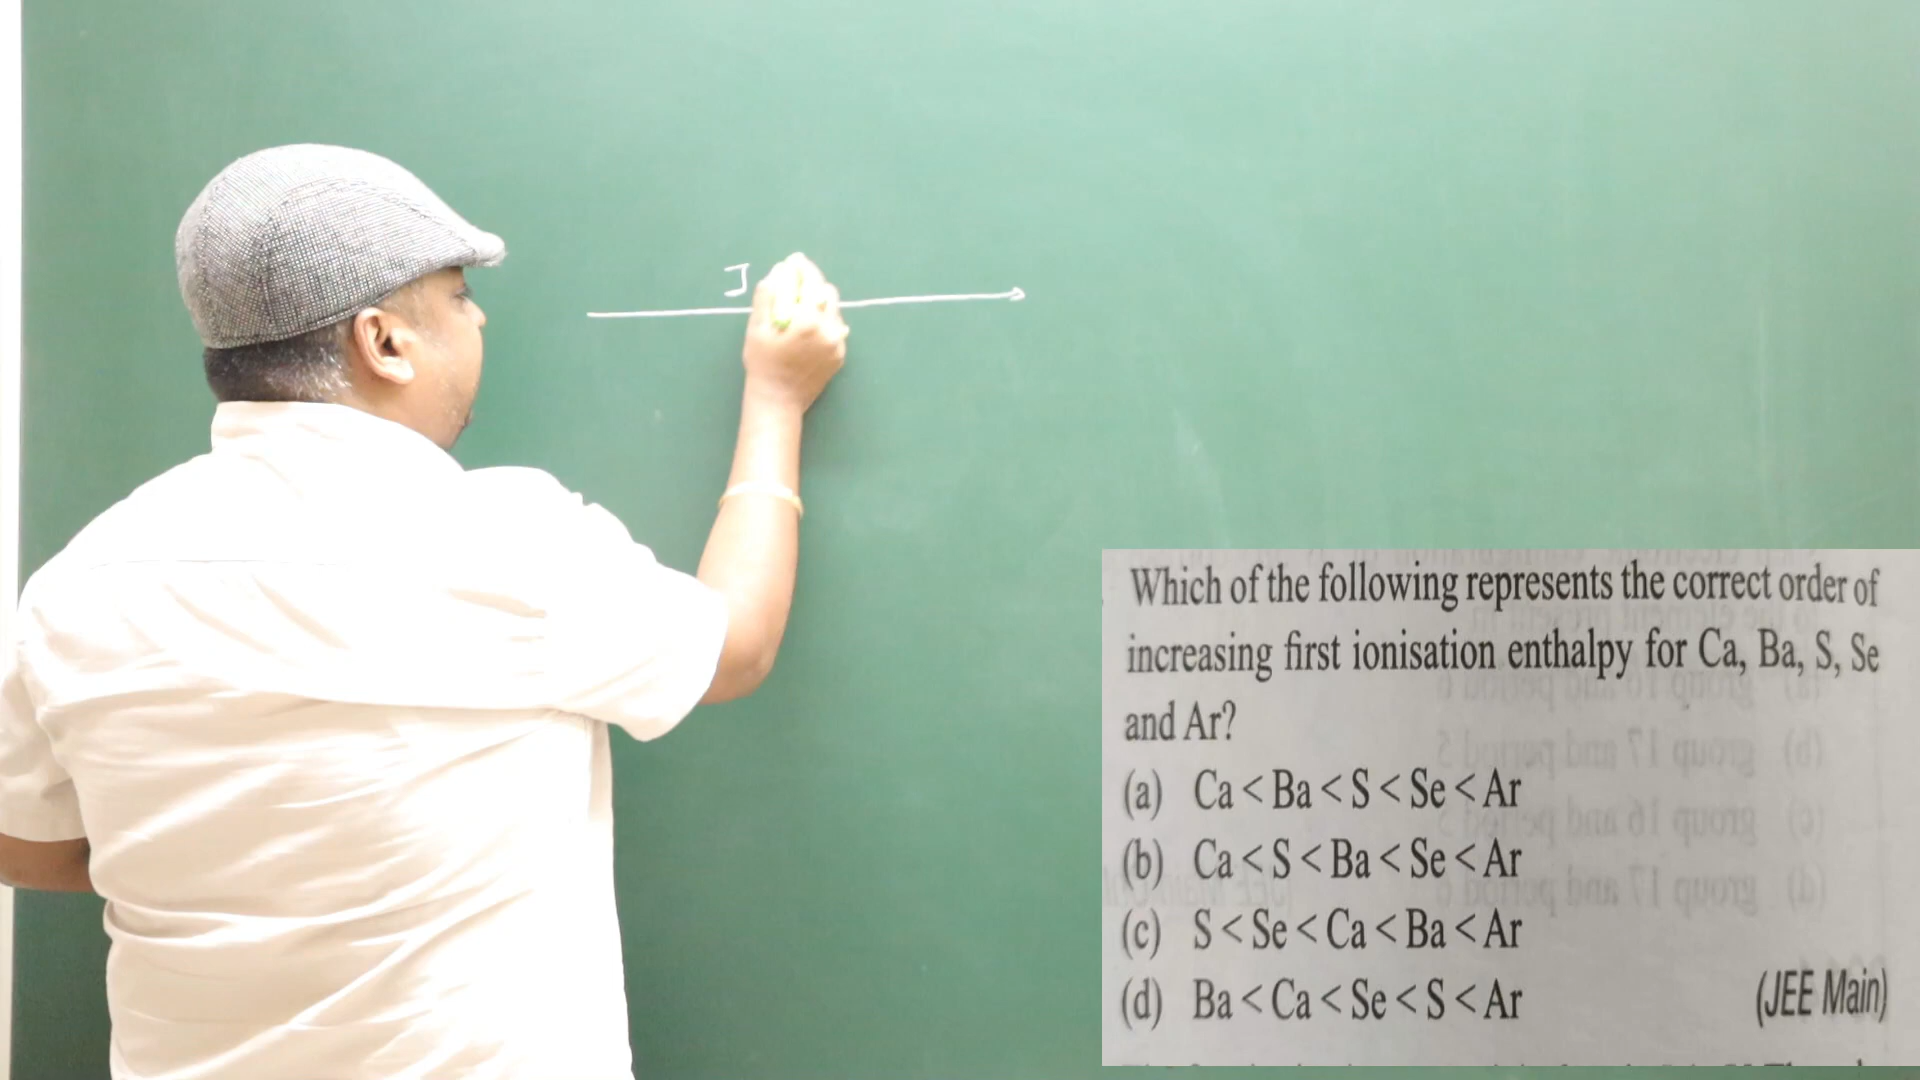 I
Which of the following represents the correct order of
increasing first ionisation enthalpy for Ca, Ba, S, Se
and Ar?
(a) Ca < Ba < S < Se < Ar
(b) Ca < S < Ba < Se < Ar
(c) S < Se < Ca < Ba < Ar
(d) Ba < Ca < Se < S < Ar (JEE Main)